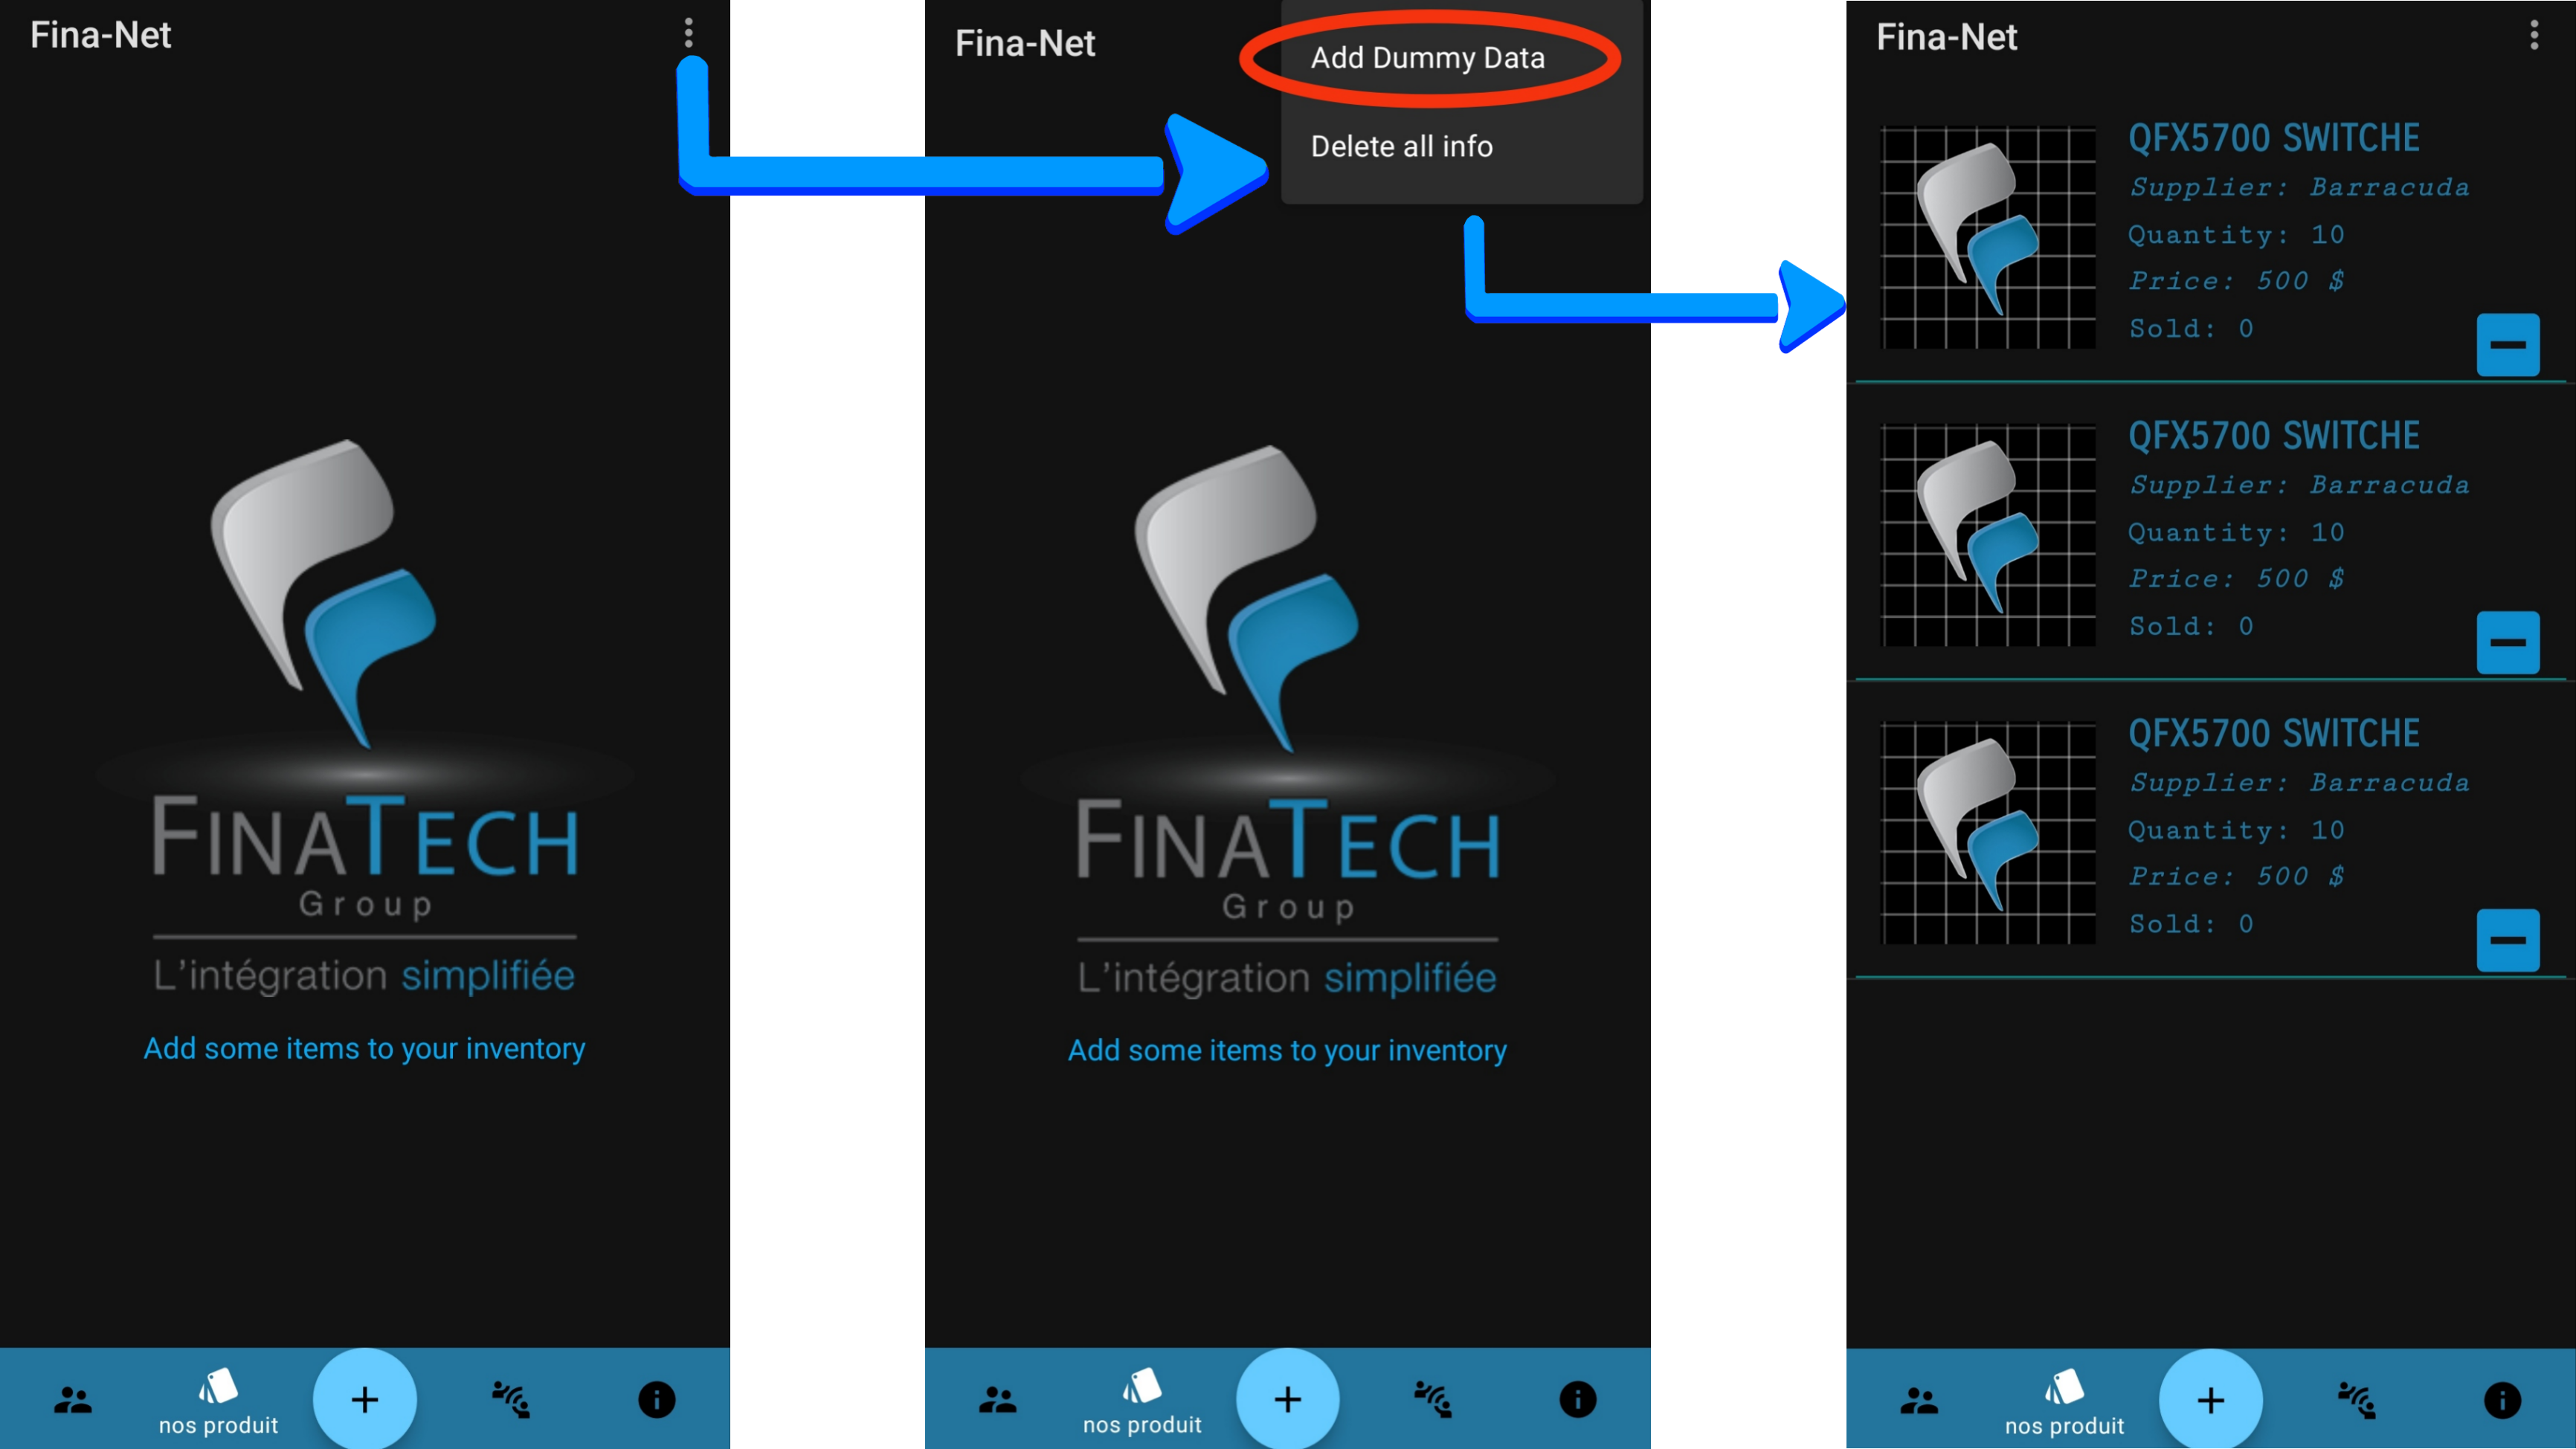 Fina-Net
FINATECH
Group
L'intégration simplifiée
Add some items to your inventory
nos produit
Fina-Net
Add Dummy Data
Delete all info
FINATECH
Group
L'intégration simplifiée
Add some items to your inventory
nos produit
Fina-Net
QFX5700 SWITCHE
Supplier: Barracuda
Quantity: 10
Price: 500 $
Sold: 0
QFX5700 SWITCHE
Supplier: Barracuda
Quantity: 10
Price: 500 $
Sold: 0
QFX5700 SWITCHE
Supplier: Barracuda
Quantity: 10
Price: 500 $
Sold: 0
nos produit